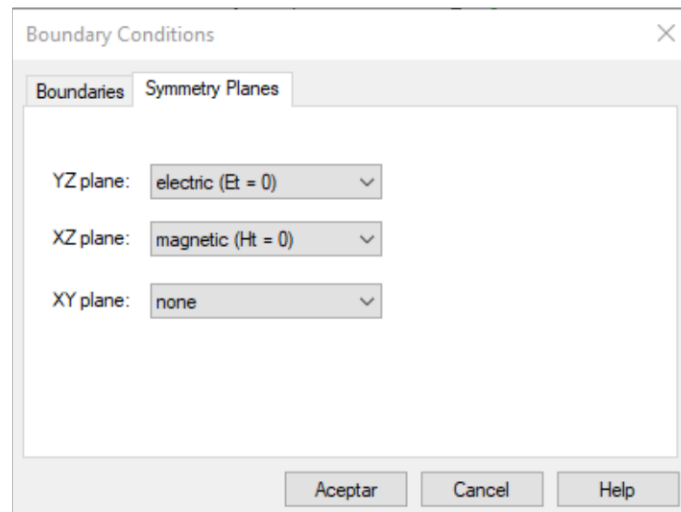 Boundary Conditions
Boundaries Symmetry Planes
YZ plane: electric (Et = 0)
XZ plane: magnetic (Ht = 0)
XY plane: none
Aceptar Cancel Help